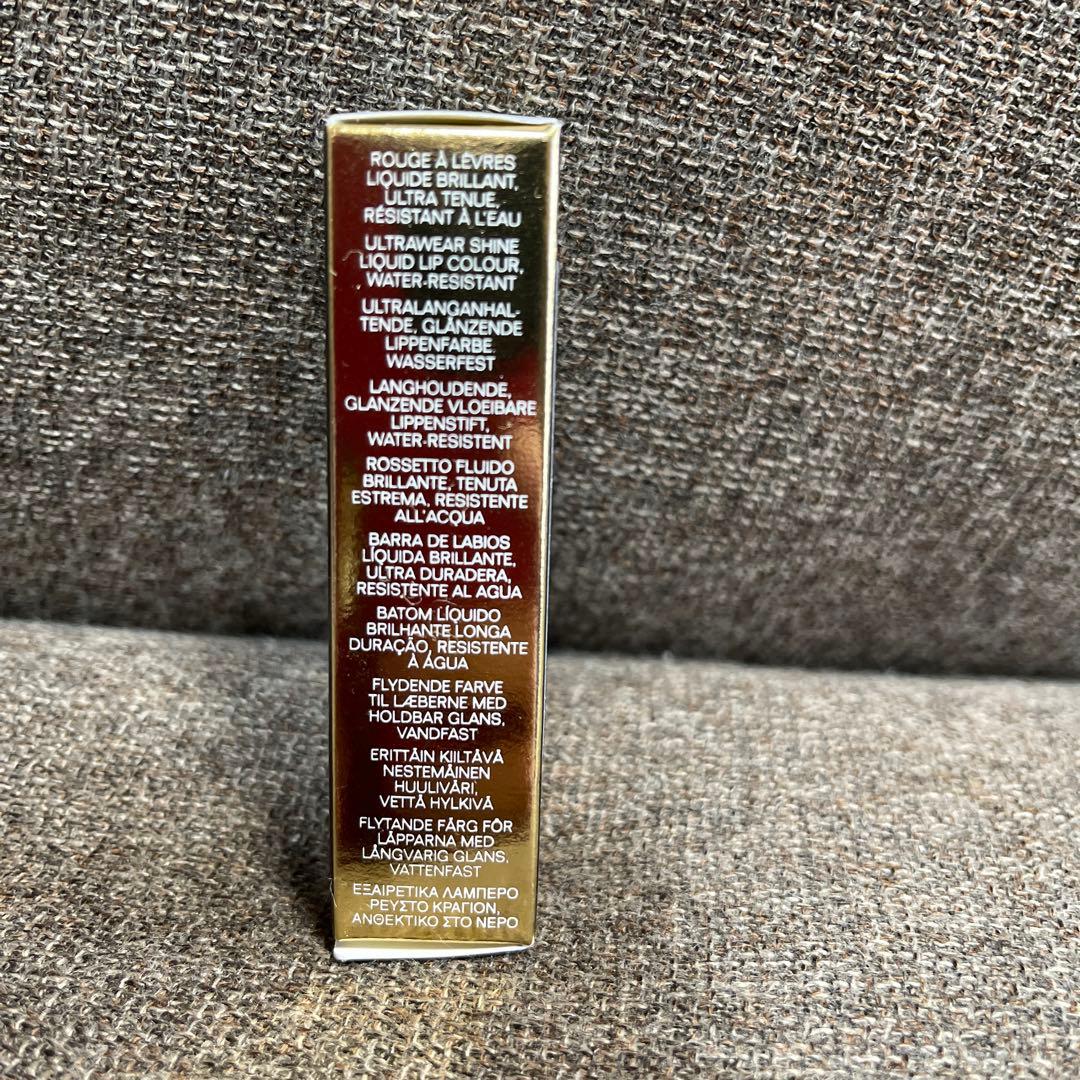 ROUGE À LÈVRES
LIQUIDE BRILLANT,
ULTRA TENUE,
RÉSISTANT À L'EAU
ULTRAWEAR SHINE
LIQUID LIP COLOUR,
WATER-RESISTANT
ULTRALANGANHAL-
TENDE, GLÄNZENDE
LIPPENFARBE.
WASSERFEST
LANGHOUDENDE,
GLANZENDE VLOEIBARE
LIPPENSTIFT,
WATER-RESISTENT
ROSSETTO FLUIDO
BRILLANTE, TENUTA
ESTREMA, RESISTENTE
ALL'ACQUA
BARRA DE LABIOS
LÍQUIDA BRILLANTE,
ULTRA DURADERA,
RESISTENTE AL AGUA
BATOM LÍQUIDO
BRILHANTE LONGA
DURAÇÃO, RESISTENTE
À ÁGUA
FLYDENDE FARVE
TIL LÆBERNE MED
HOLDBAR GLANS,
VANDFAST
ERITTÄIN KIILTÄVÄ
NESTEMÄINEN
HUULIVÄRI,
VETTÄ HYLKIVÄ
FLYTANDE FÄRG FÖR
LÄPPARNA MED
LÅNGVARIG GLANS,
VATTENFAST
ΕΞΑΙΡΕΤΙΚΑ ΛΑΜΠΕΡΟ
ΡΕΥΣΤΟ ΚΡΑΓΙΟΝ,
ΑΝΘΕΚΤΙΚΟ ΣΤΟ ΝΕΡΟ